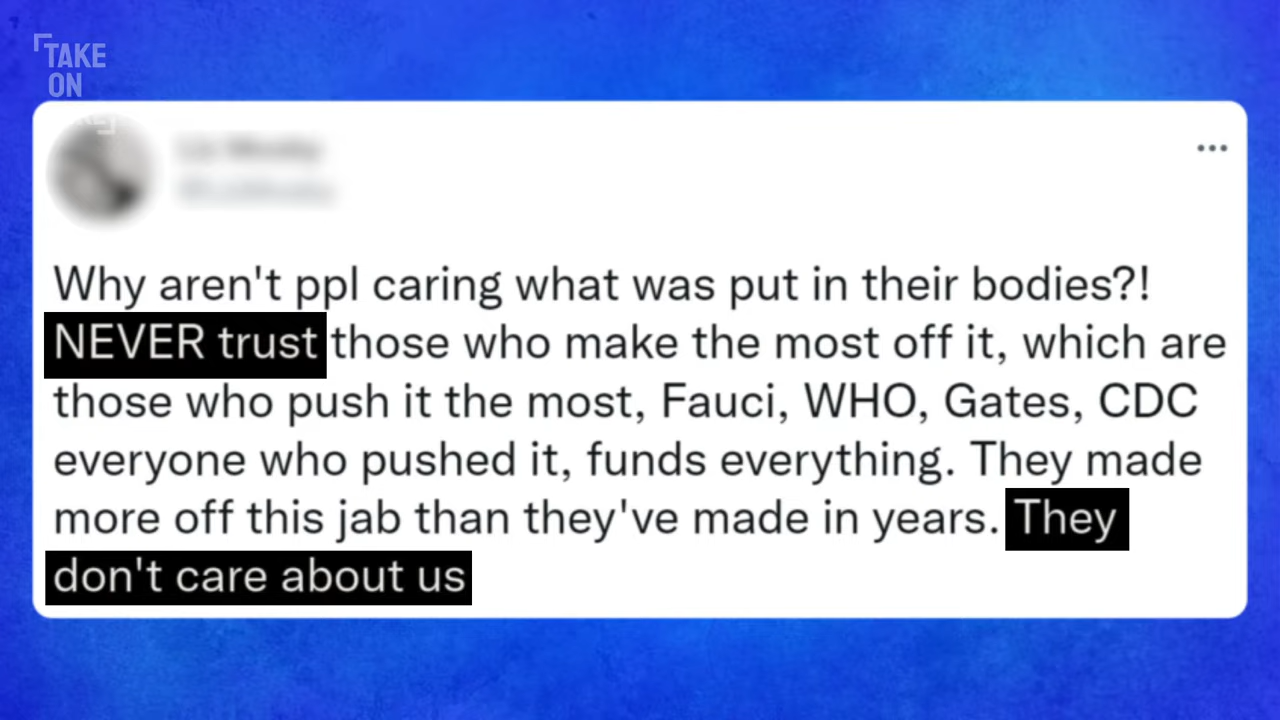 TAKE
ON
Why aren't ppl caring what was put in their bodies?!
NEVER trust those who make the most off it, which are
those who push it the most, Fauci, WHO, Gates, CDC
everyone who pushed it, funds everything. They made
more off this jab than they've made in years. They
don't care about us